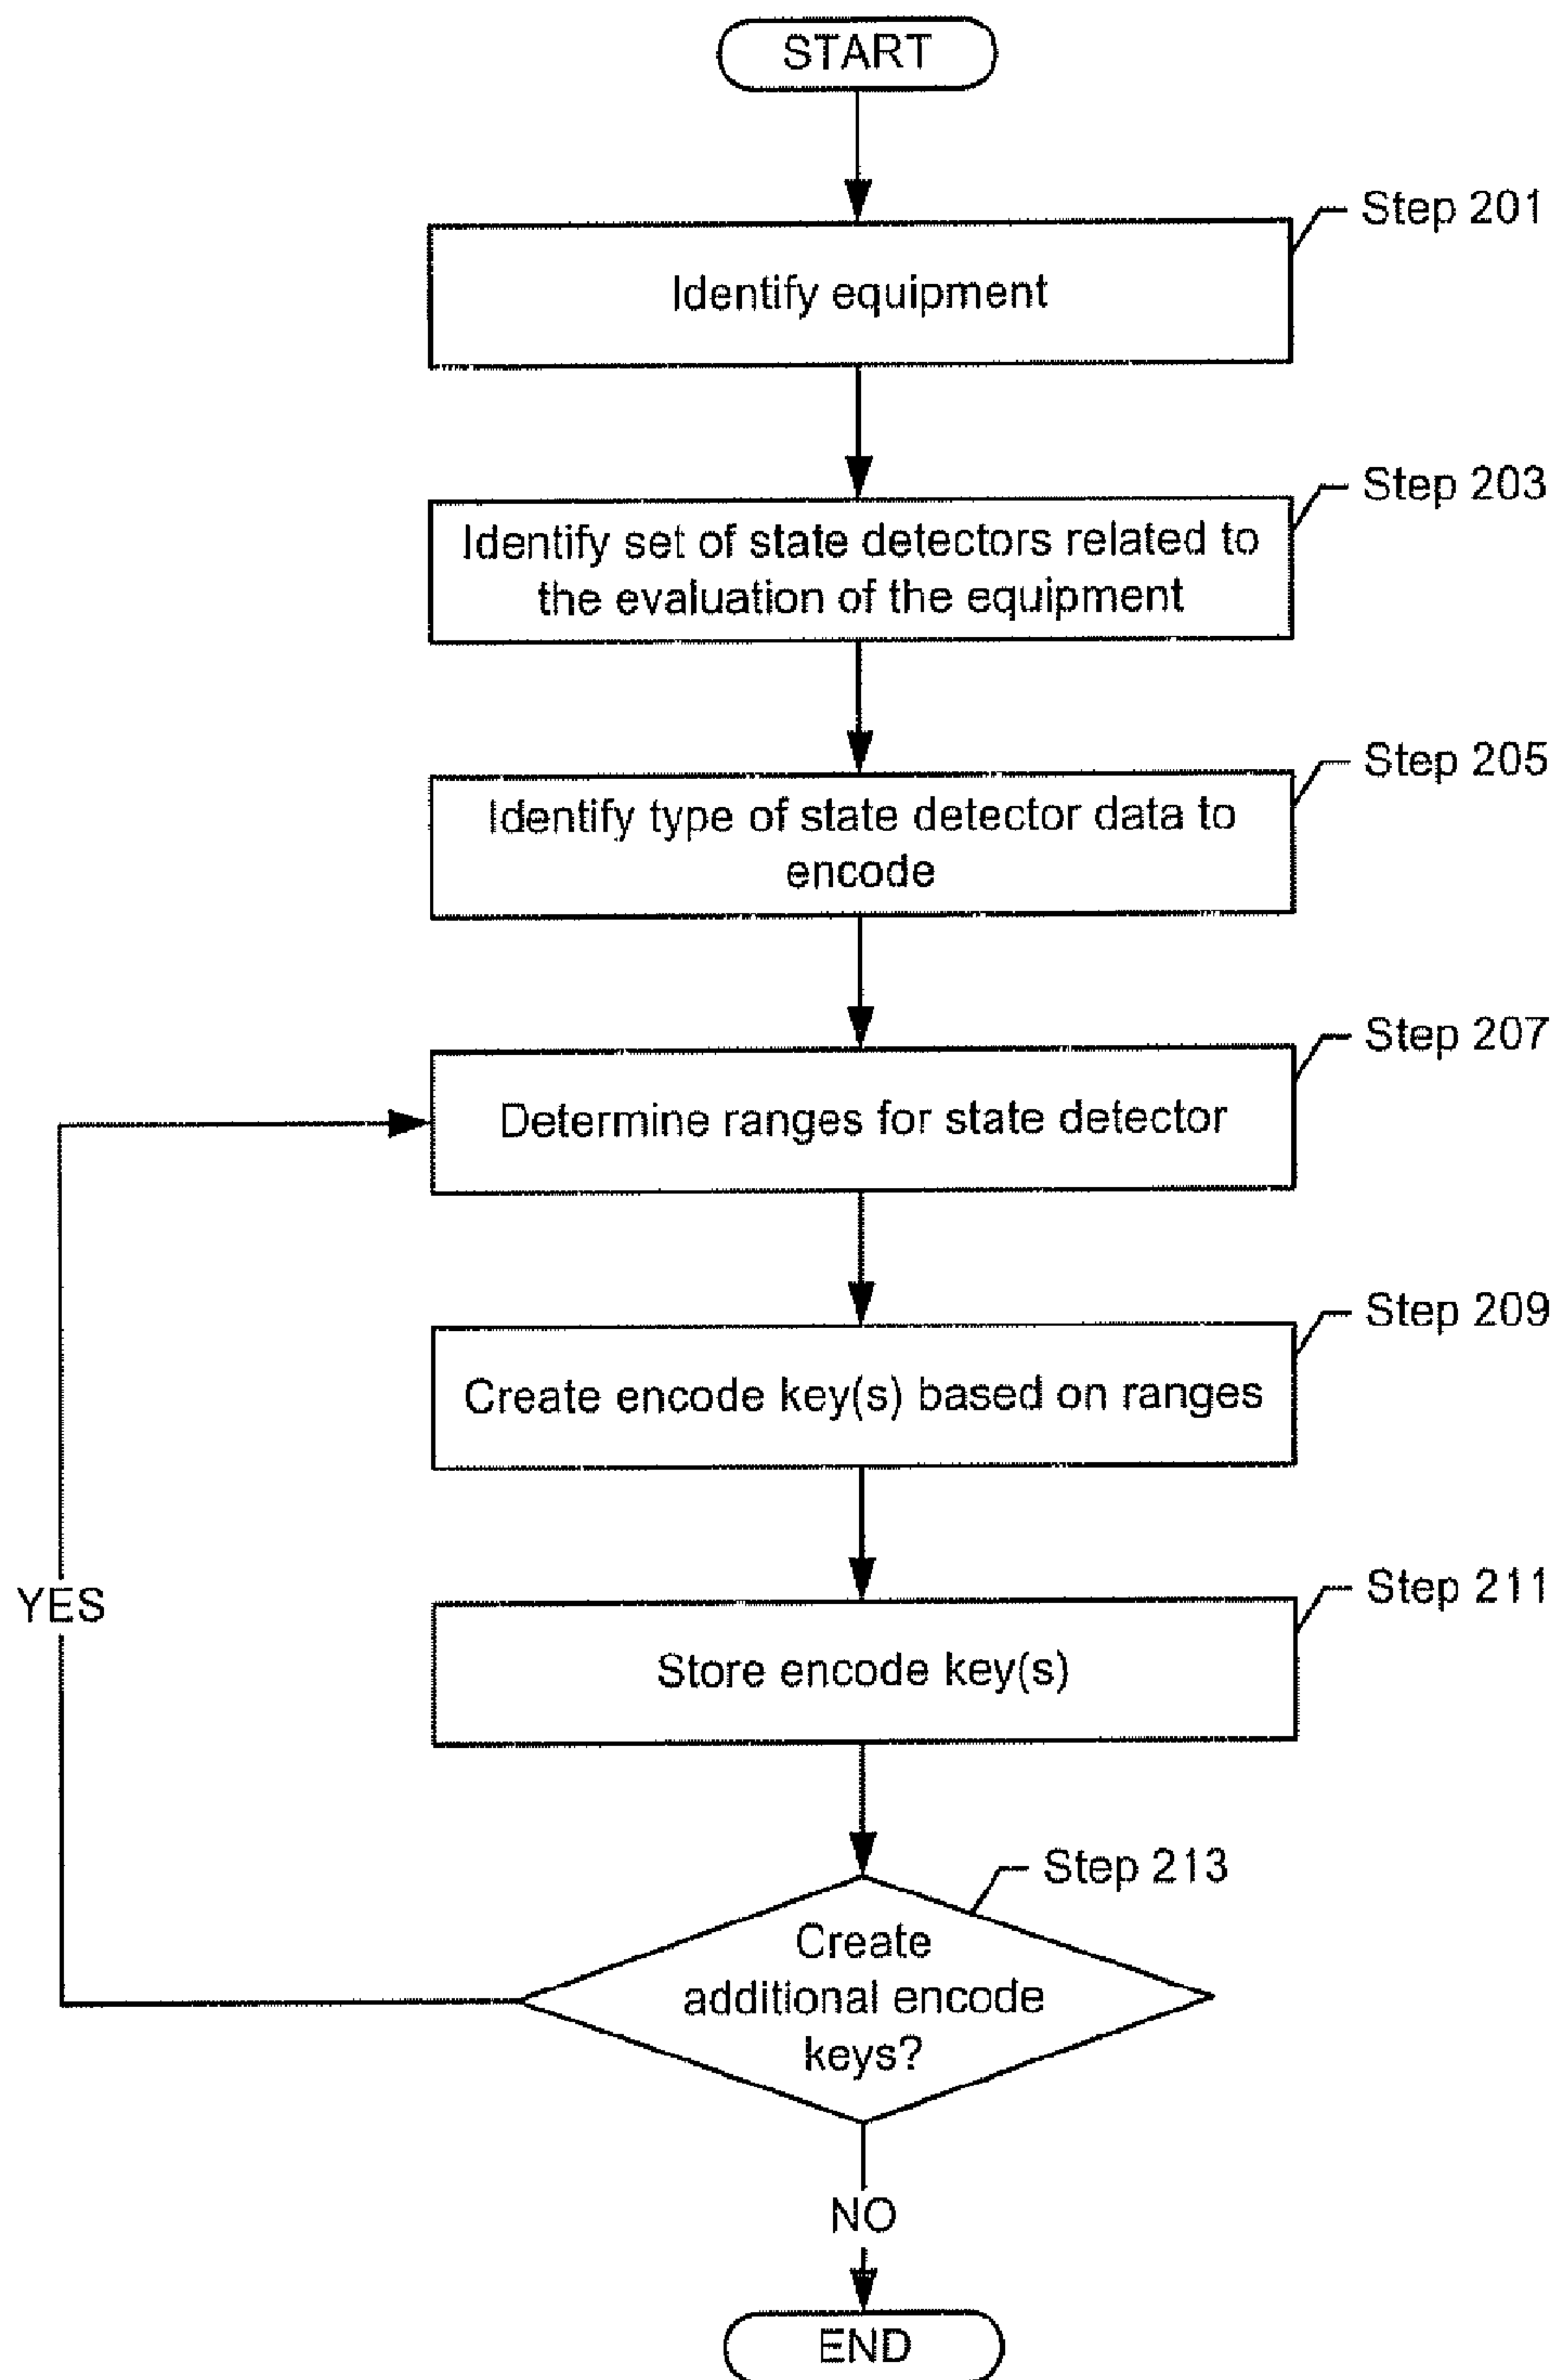 START
Step 201
Identify equipment
Step 203
Identify set of state detectors related to
the evaluation of the equipment
Step 205
Identify type of state detector data to
encode
Step 207
Determine ranges for state detector
Step 209
Create encode key(s) based on ranges
Step 211
YES
Store encode key(s)
Step 213
Create
additional encode
keys?
NO
END